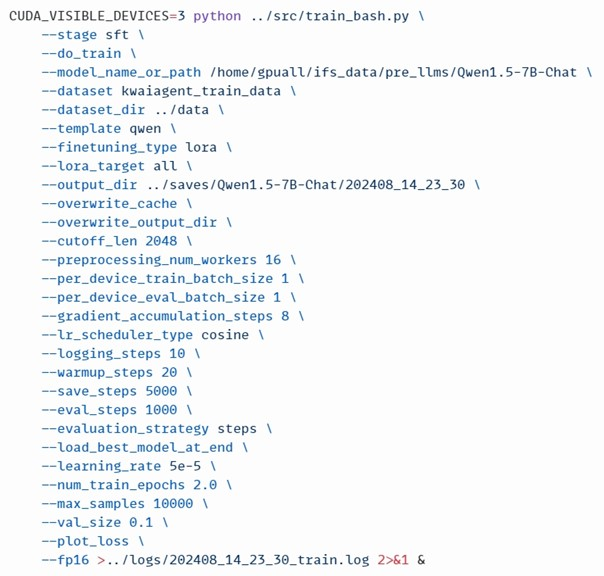 CUDA_VISIBLE_DEVICES=3 python ../src/train_bash.py \
--stage sft \
--do_train \
--model_name_or_path /home/gpuall/ifs_data/pre_llms/Qwen1.5-7B-Chat \
--dataset kwaiagent_train_data \
--dataset_dir ../data \
--template qwen \
--finetuning_type lora \
--lora_target all \
--output_dir ../saves/Qwen1.5-7B-Chat/202408_14_23_30 \
--overwrite_cache \
--overwrite_output_dir \
--cutoff_len 2048 \
--preprocessing_num_workers 16 \
--per_device_train_batch_size 1 \
--per_device_eval_batch_size 1 \
--gradient_accumulation_steps 8 \
--lr_scheduler_type cosine \
--logging_steps 10 \
--warmup_steps 20 \
--save_steps 5000 \
--eval_steps 1000 \
--evaluation_strategy steps \
--load_best_model_at_end \
--learning_rate 5e-5 \
--num_train_epochs 2.0 \
--max_samples 10000 \
--val_size 0.1 \
--plot_loss \
--fp16 >../logs/202408_14_23_30_train.log 2>&1 &